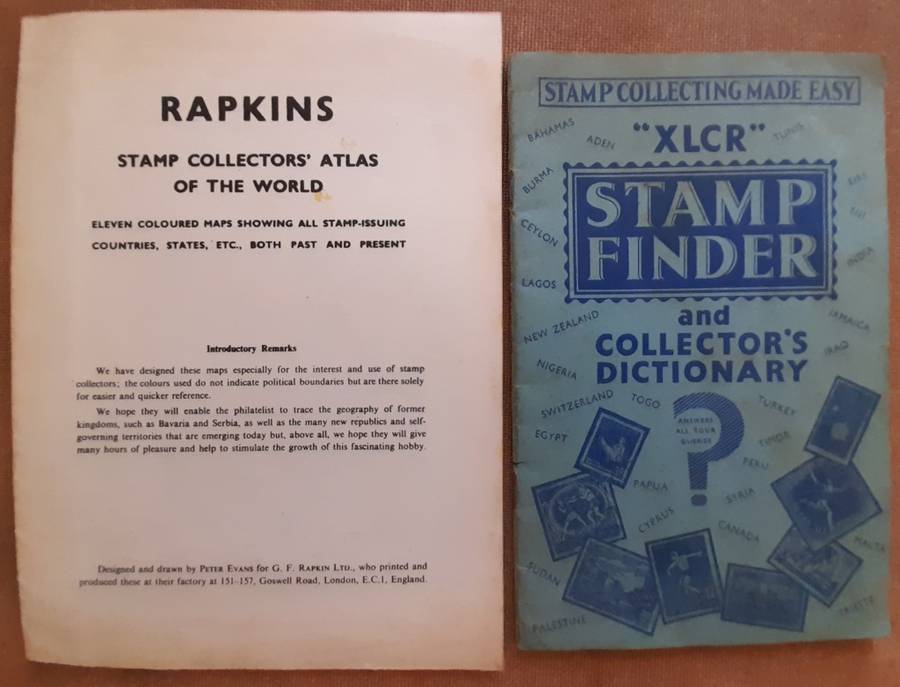 RAPKINS
STAMP COLLECTORS' ATLAS
OF THE WORLD
ELEVEN COLOURED MAPS SHOWING ALL STAMP-ISSUING
COUNTRIES, STATES, ETC., BOTH PAST AND PRESENT
Introductory Remarks
We have designed these maps especially for the interest and use of stamp
collectors; the colours used do not indicate political boundaries but are there solely
for easier and quicker reference.
We hope they will enable the philatelist to trace the geography of former
kingdoms, such as Bavaria and Serbia, as well as the many new republics and self-
governing territories that are emerging today but, above all, we hope they will give
many hours of pleasure and help to stimulate the growth of this fascinating hobby.
Designed and drawn by PETER EVANS for G. F. RAPKIN LTD., who printed and
produced these at their factory at 151-157, Goswell Road, London, E.C.1, England.
STAMP COLLECTING MADE EASY
"XLCR"
BAHAMAS
ADEN
TUNIS
BURMA
STAMP
FINDER
EIRE
FIJI
CEYLON
INDIA
LAGOS
and
COLLECTOR'S
DICTIONARY
NEW ZEALAND
JAMAICA
IRAQ
NIGERIA
SWITZERLAND
TOGO
TURKEY
ANSWERS
ALL YOUR
QUERIES
?
EGYPT
TIMOR
PERU
PAPUA
SYRIA
CYPRUS
CANADA
MALTA
SUDAN
TRIESTE
PALESTINE